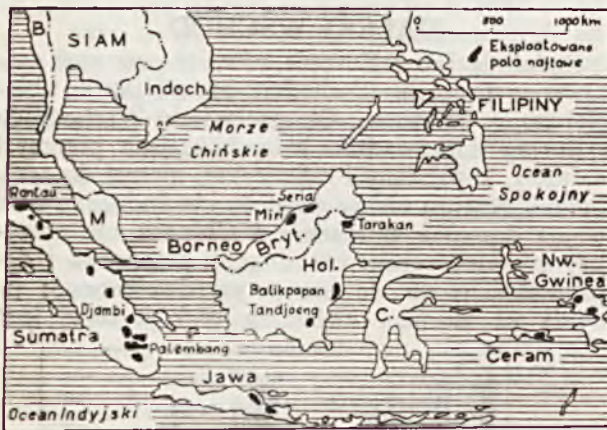 0 500 1000 km
Eksploatowane
pola naftowe
B
SIAM
Indoch.
FILIPINY
Morze
Chińskie
Ocean
Spokojny
Rantau
M
Seria
Miri
Tarakan
Borneo
Bryt.
Hol.
Nw.
Gwinea
Balikpapan
Tandjoeng
C.
Djambi
Sumatra
Palembang
Ceram
Jawa
Ocean Indyjski